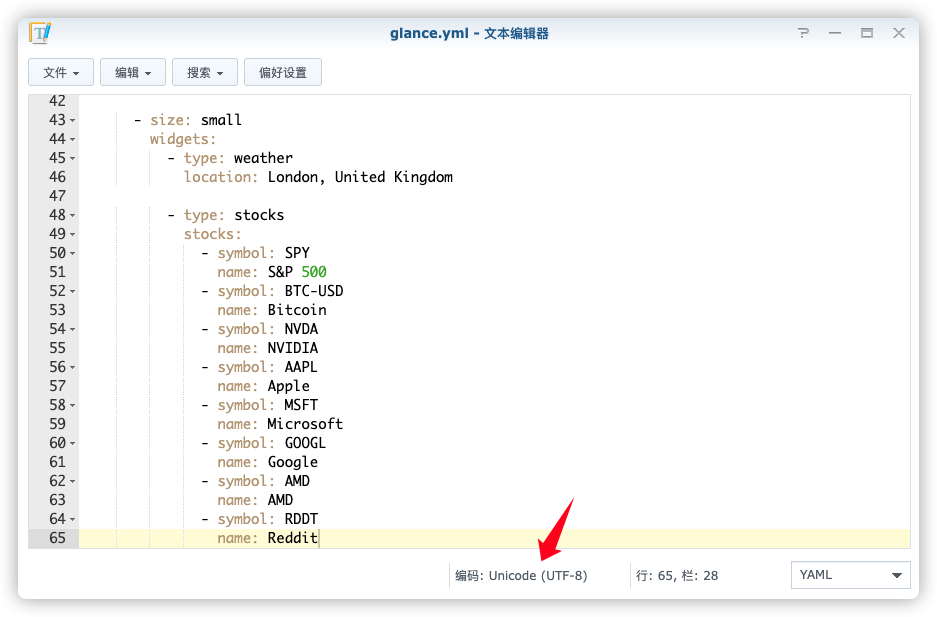 glance.yml - 文本编辑器
文件 编辑 搜索 偏好设置
42
43 - size: small
44 widgets:
45 - type: weather
46 location: London, United Kingdom
47
48 - type: stocks
49 stocks:
50 - symbol: SPY
51 name: S&P 500
52 - symbol: BTC-USD
53 name: Bitcoin
54 - symbol: NVDA
55 name: NVIDIA
56 - symbol: AAPL
57 name: Apple
58 - symbol: MSFT
59 name: Microsoft
60 - symbol: GOOGL
61 name: Google
62 - symbol: AMD
63 name: AMD
64 - symbol: RDDT
65 name: Reddit
编码: Unicode (UTF-8) 行: 65, 栏: 28 YAML